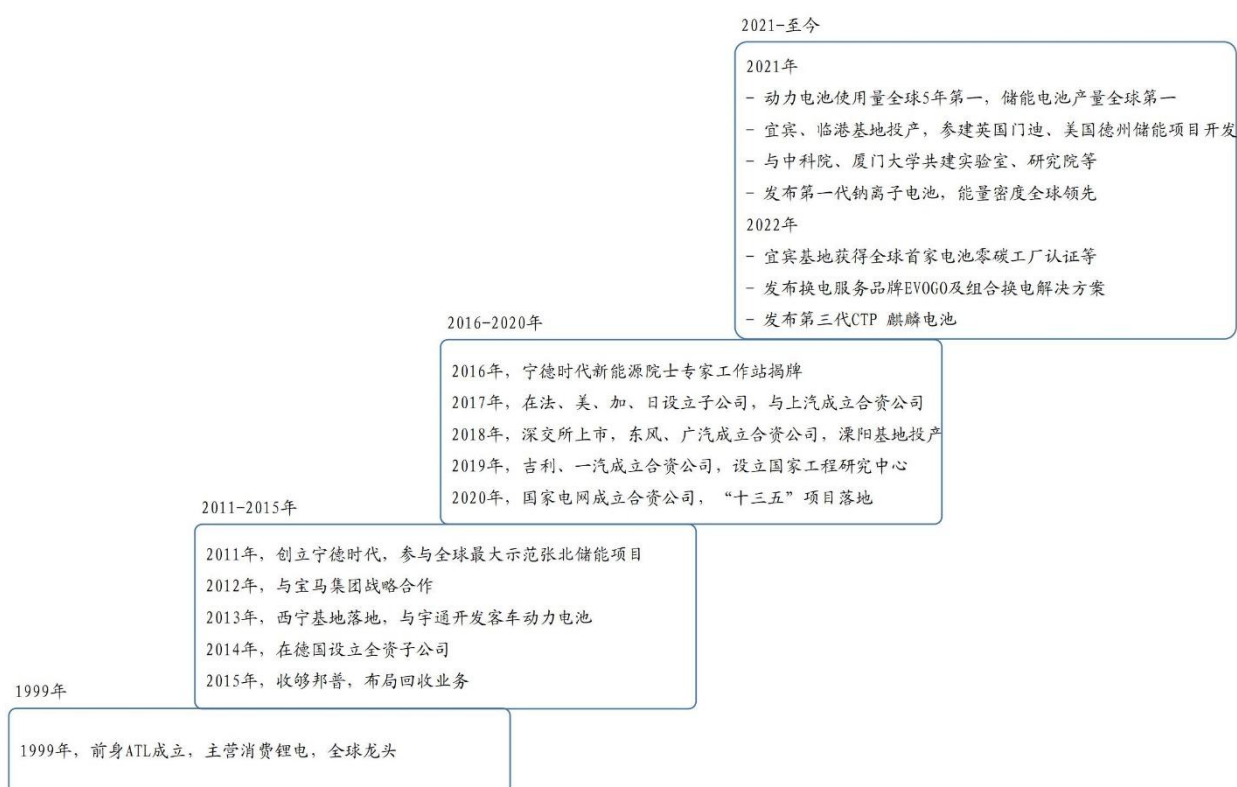 2021-至今
2021年
- 动力电池使用量全球5年第一，储能电池产量全球第一
- 宜宾、临港基地投产，参建英国门迪、美国德州储能项目开发
- 与中科院、厦门大学共建实验室、研究院等
- 发布第一代钠离子电池，能量密度全球领先
2022年
- 宜宾基地获得全球首家电池零碳工厂认证等
- 发布换电服务品牌EVOGO及组合换电解决方案
- 发布第三代CTP 麒麟电池
2016-2020年
2016年，宁德时代新能源院士专家工作站揭牌
2017年，在法、美、加、日设立子公司，与上汽成立合资公司
2018年，深交所上市，东风、广汽成立合资公司，溧阳基地投产
2019年，吉利、一汽成立合资公司，设立国家工程研究中心
2020年，国家电网成立合资公司，“十三五”项目落地
2011-2015年
2011年，创立宁德时代，参与全球最大示范张北储能项目
2012年，与宝马集团战略合作
2013年，西宁基地落地，与宇通开发客车动力电池
2014年，在德国设立全资子公司
2015年，收够邦普，布局回收业务
1999年
1999年，前身ATL成立，主营消费锂电，全球龙头